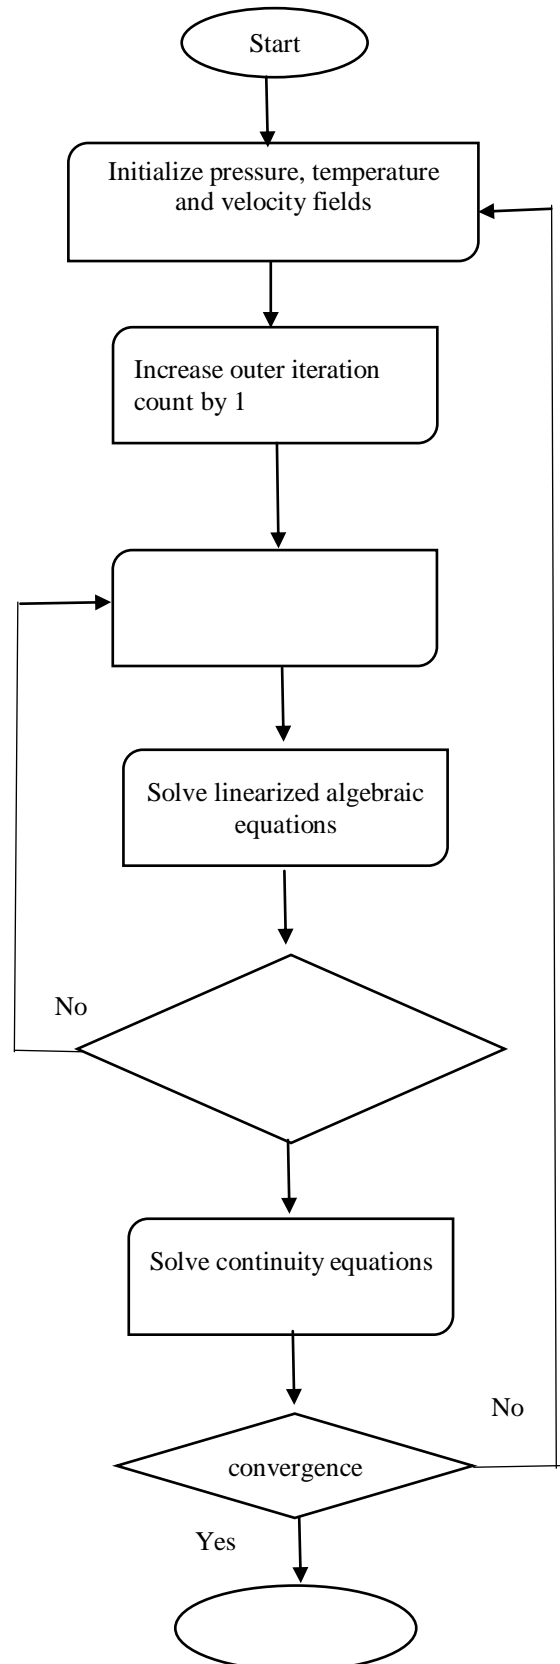 Start
Initialize pressure, temperature
and velocity fields
Increase outer iteration
count by 1
Solve linearized algebraic
equations
No
Solve continuity equations
No
convergence
Yes